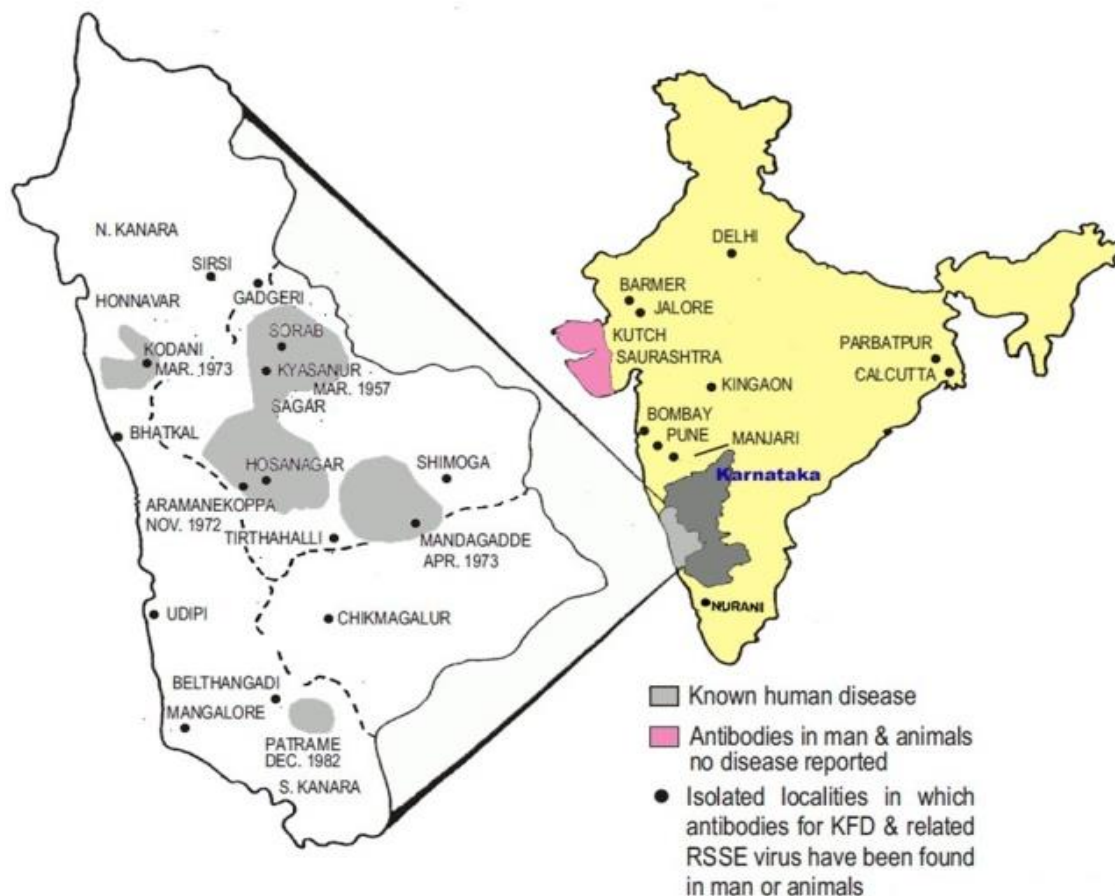 N. KANARA
SIRSI
GADGERI
HONNAVAR
SORAB
KODANI
MAR. 1973
KYASANUR
MAR. 1957
SAGAR
BHATKAL
HOSANAGAR
SHIMOGA
ARAMANEKOPPA
NOV. 1972
TIRTHAHALLI
MANDAGADDE
APR. 1973
UDIPI
CHIKMAGALUR
BELTHANGADI
MANGALORE
PATRAME
DEC. 1982
S. KANARA
DELHI
BARMER
JALORE
KUTCH
SAURASHTRA
PARBATPUR
CALCUTTA
KINGAON
BOMBAY
PUNE
MANJARI
Karnataka
NURANI
Known human disease
Antibodies in man & animals
no disease reported
Isolated localities in which
antibodies for KFD & related
RSSE virus have been found
in man or animals